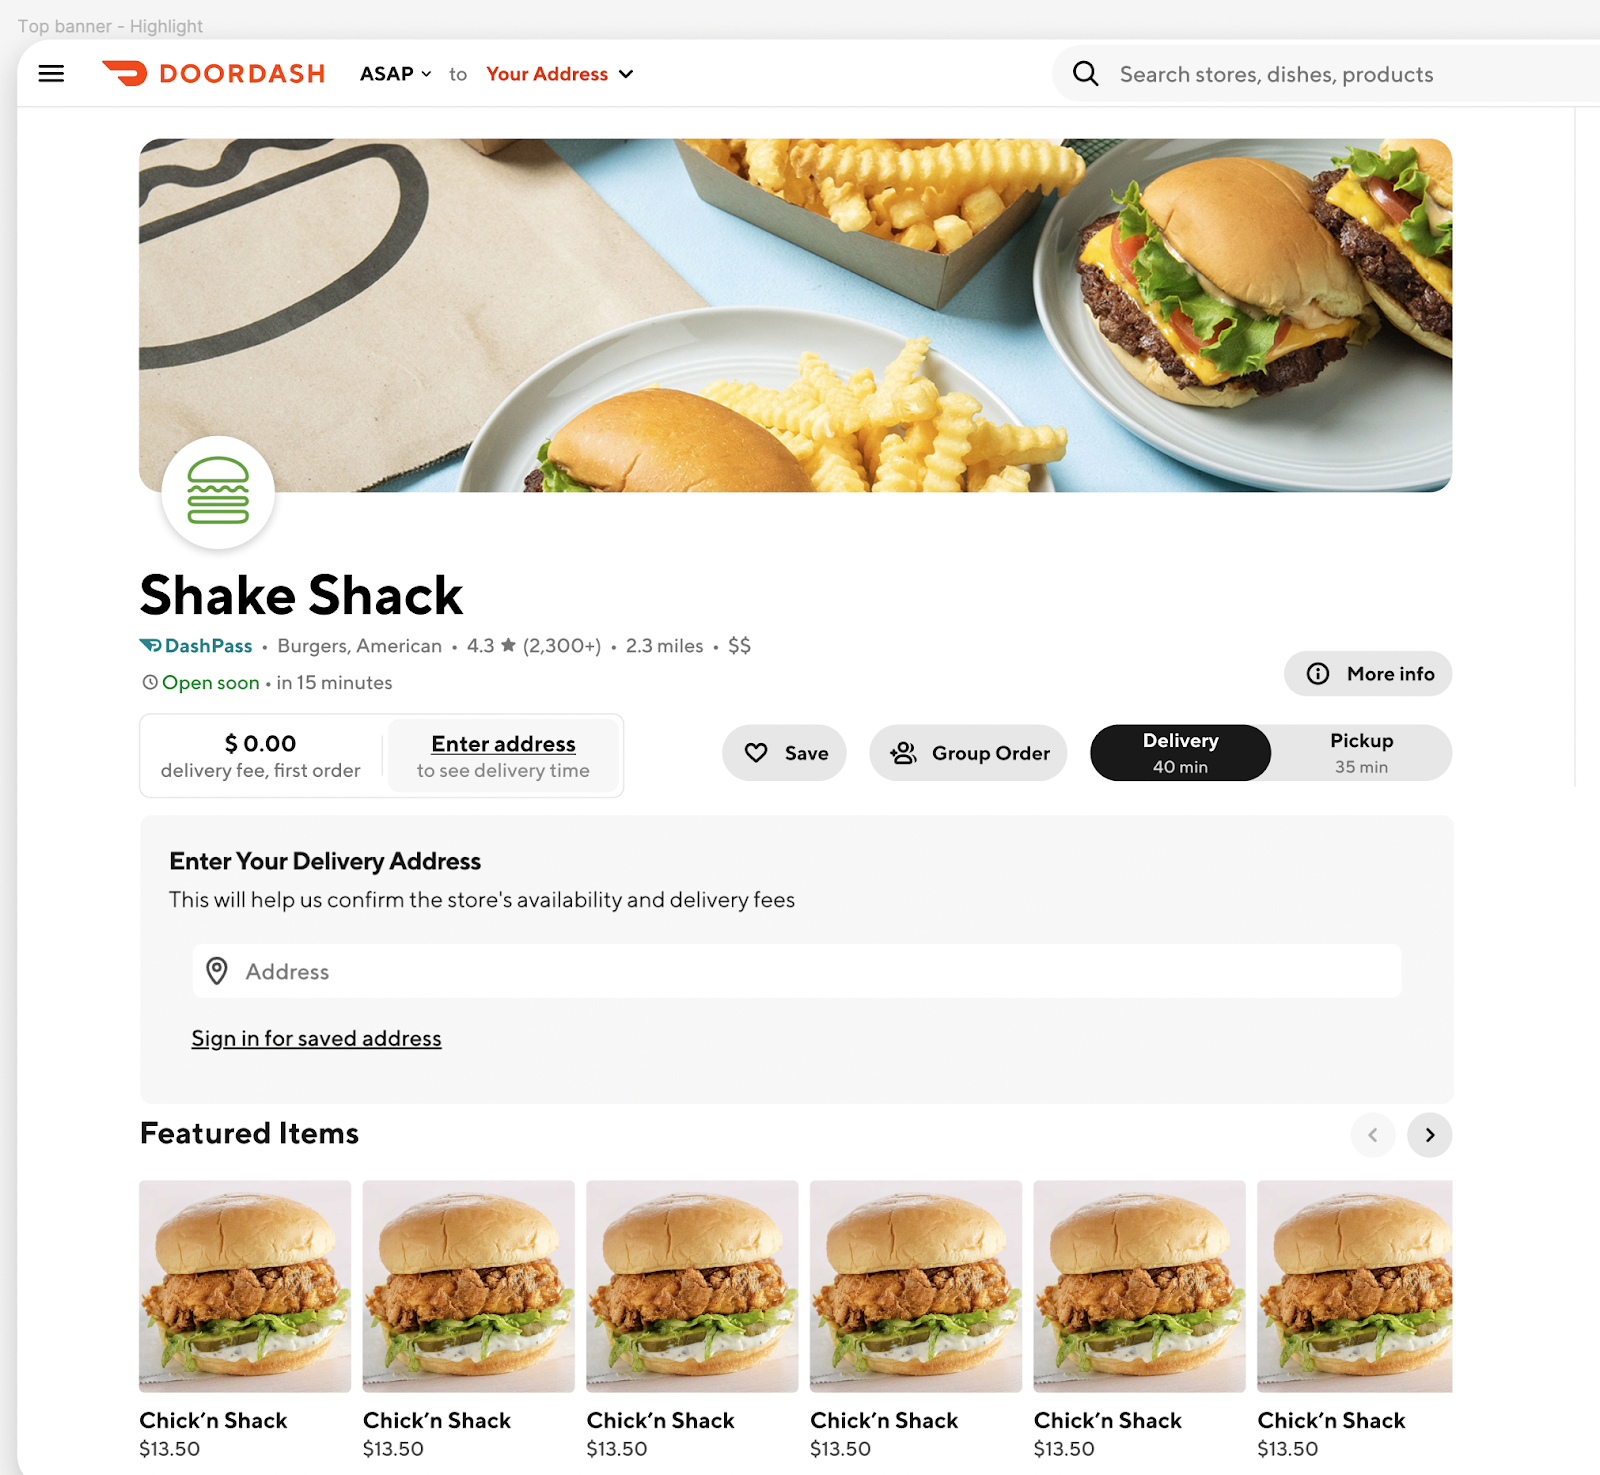 Top banner - Highlight
DOORDASH ASAP to Your Address Search stores, dishes, products
Shake Shack
DashPass • Burgers, American • 4.3 ★ (2,300+) • 2.3 miles • $$
Open soon • in 15 minutes
More info
$ 0.00
delivery fee, first order
Enter address
to see delivery time
Save
Group Order
Delivery
40 min
Pickup
35 min
Enter Your Delivery Address
This will help us confirm the store's availability and delivery fees
Address
Sign in for saved address
Featured Items
Chick’n Shack
$13.50
Chick’n Shack
$13.50
Chick’n Shack
$13.50
Chick’n Shack
$13.50
Chick’n Shack
$13.50
Chick’n Shack
$13.50